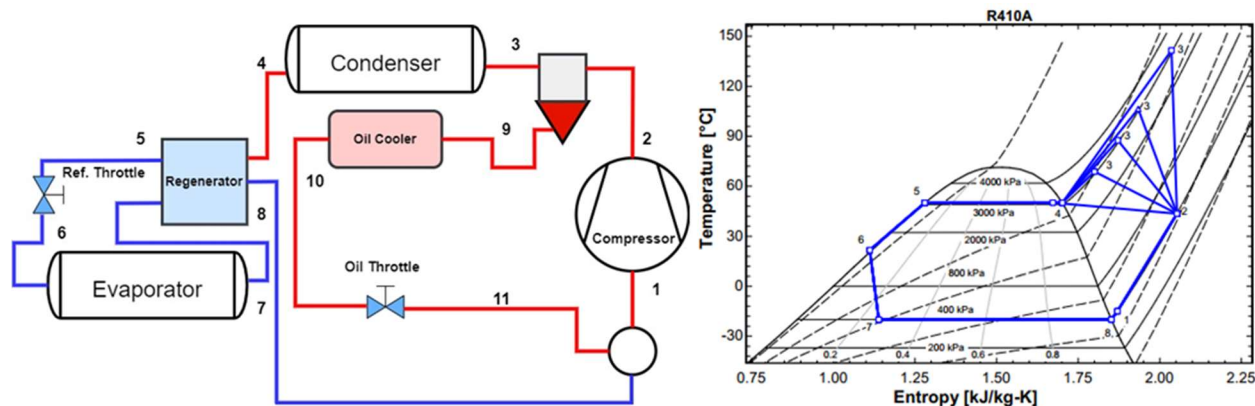 4
Condenser
3
5
Ref. Throttle
Regenerator
Oil Cooler
9
2
10
8
6
Compressor
Evaporator
Oil Throttle
7
11
1
R410A
Temperature [°C]
150
120
90
60
30
0
-30
3
3
3
3
4000 kPa
5
4
3000 kPa
2
2000 kPa
6
800 kPa
400 kPa
7
8
1
200 kPa
0.2
0.4
0.6
0.8
0.75
1.00
1.25
1.50
1.75
2.00
2.25
Entropy [kJ/kg-K]